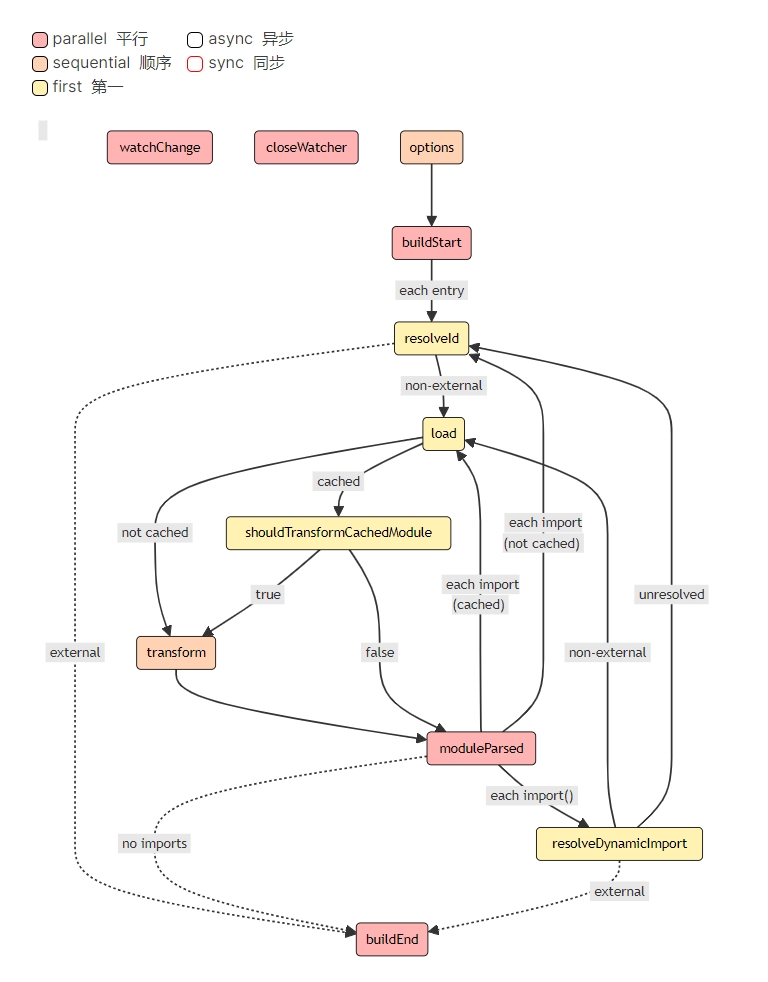 parallel 平行 async 异步
sequential 顺序 sync 同步
first 第一
watchChange closeWatcher options
buildStart
each entry
resolveId
non-external
load
cached
not cached shouldTransformCachedModule each import
(not cached)
each import
(cached)
true unresolved
external transform false non-external
moduleParsed
each import()
no imports resolveDynamicImport
external
buildEnd